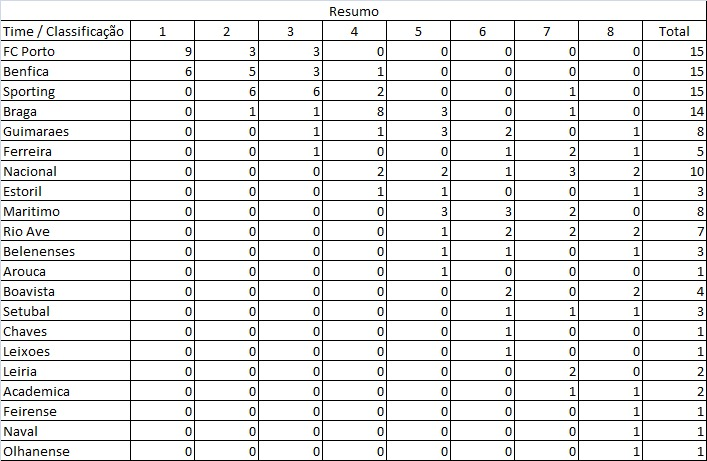 Resumo
Time / Classificação 1 2 3 4 5 6 7 8 Total
FC Porto 9 3 3 0 0 0 0 0 15
Benfica 6 5 3 1 0 0 0 0 15
Sporting 0 6 6 2 0 0 1 0 15
Braga 0 1 1 8 3 0 1 0 14
Guimaraes 0 0 1 1 3 2 0 1 8
Ferreira 0 0 1 0 0 1 2 1 5
Nacional 0 0 0 2 2 1 3 2 10
Estoril 0 0 0 1 1 0 0 1 3
Maritimo 0 0 0 0 3 3 2 0 8
Rio Ave 0 0 0 0 1 2 2 2 7
Belenenses 0 0 0 0 1 1 0 1 3
Arouca 0 0 0 0 1 0 0 0 1
Boavista 0 0 0 0 0 2 0 2 4
Setubal 0 0 0 0 0 1 1 1 3
Chaves 0 0 0 0 0 1 0 0 1
Leixoes 0 0 0 0 0 1 0 0 1
Leiria 0 0 0 0 0 0 2 0 2
Academica 0 0 0 0 0 0 1 1 2
Feirense 0 0 0 0 0 0 0 1 1
Naval 0 0 0 0 0 0 0 1 1
Olhanense 0 0 0 0 0 0 0 1 1